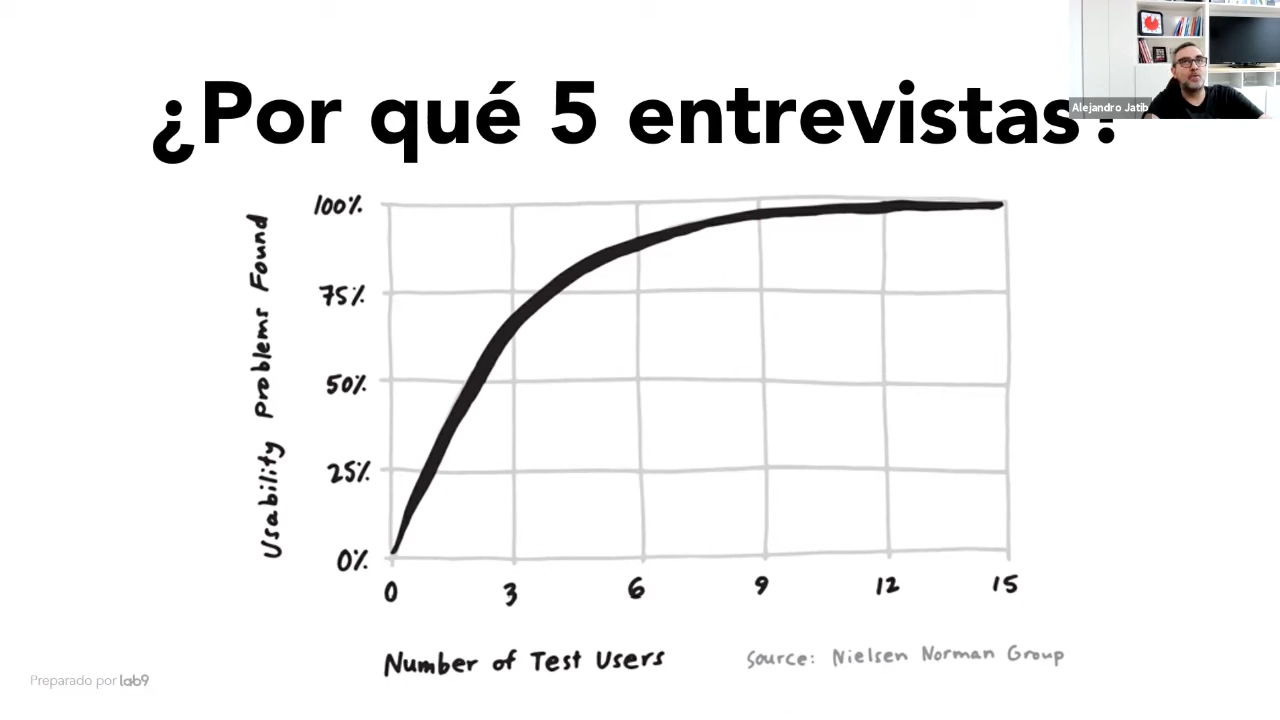 ¿Por qué 5 entrevistas?
Alejandro Jatib
100%
75%
50%
25%
0%
Usability Problems Found
0 3 6 9 12 15
Number of Test Users
Source: Nielsen Norman Group
Preparado por lab9